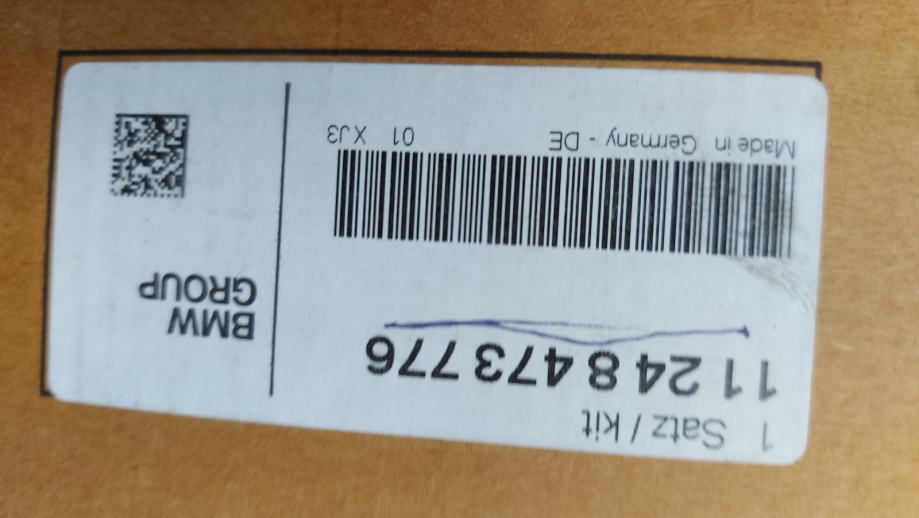 1 Satz / kit
11 24 8 473 776
Made in Germany - DE 01 XJ3
BMW
GROUP